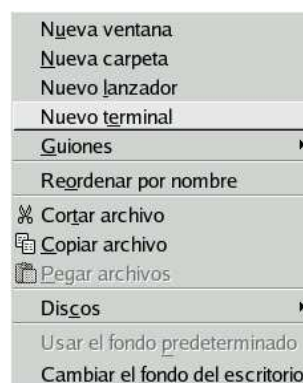 Nueva ventana
Nueva carpeta
Nuevo lanzador
Nuevo terminal
Guiones
Reordenar por nombre
Cortar archivo
Copiar archivo
Pegar archivos
Discos
Usar el fondo predeterminado
Cambiar el fondo del escritorio